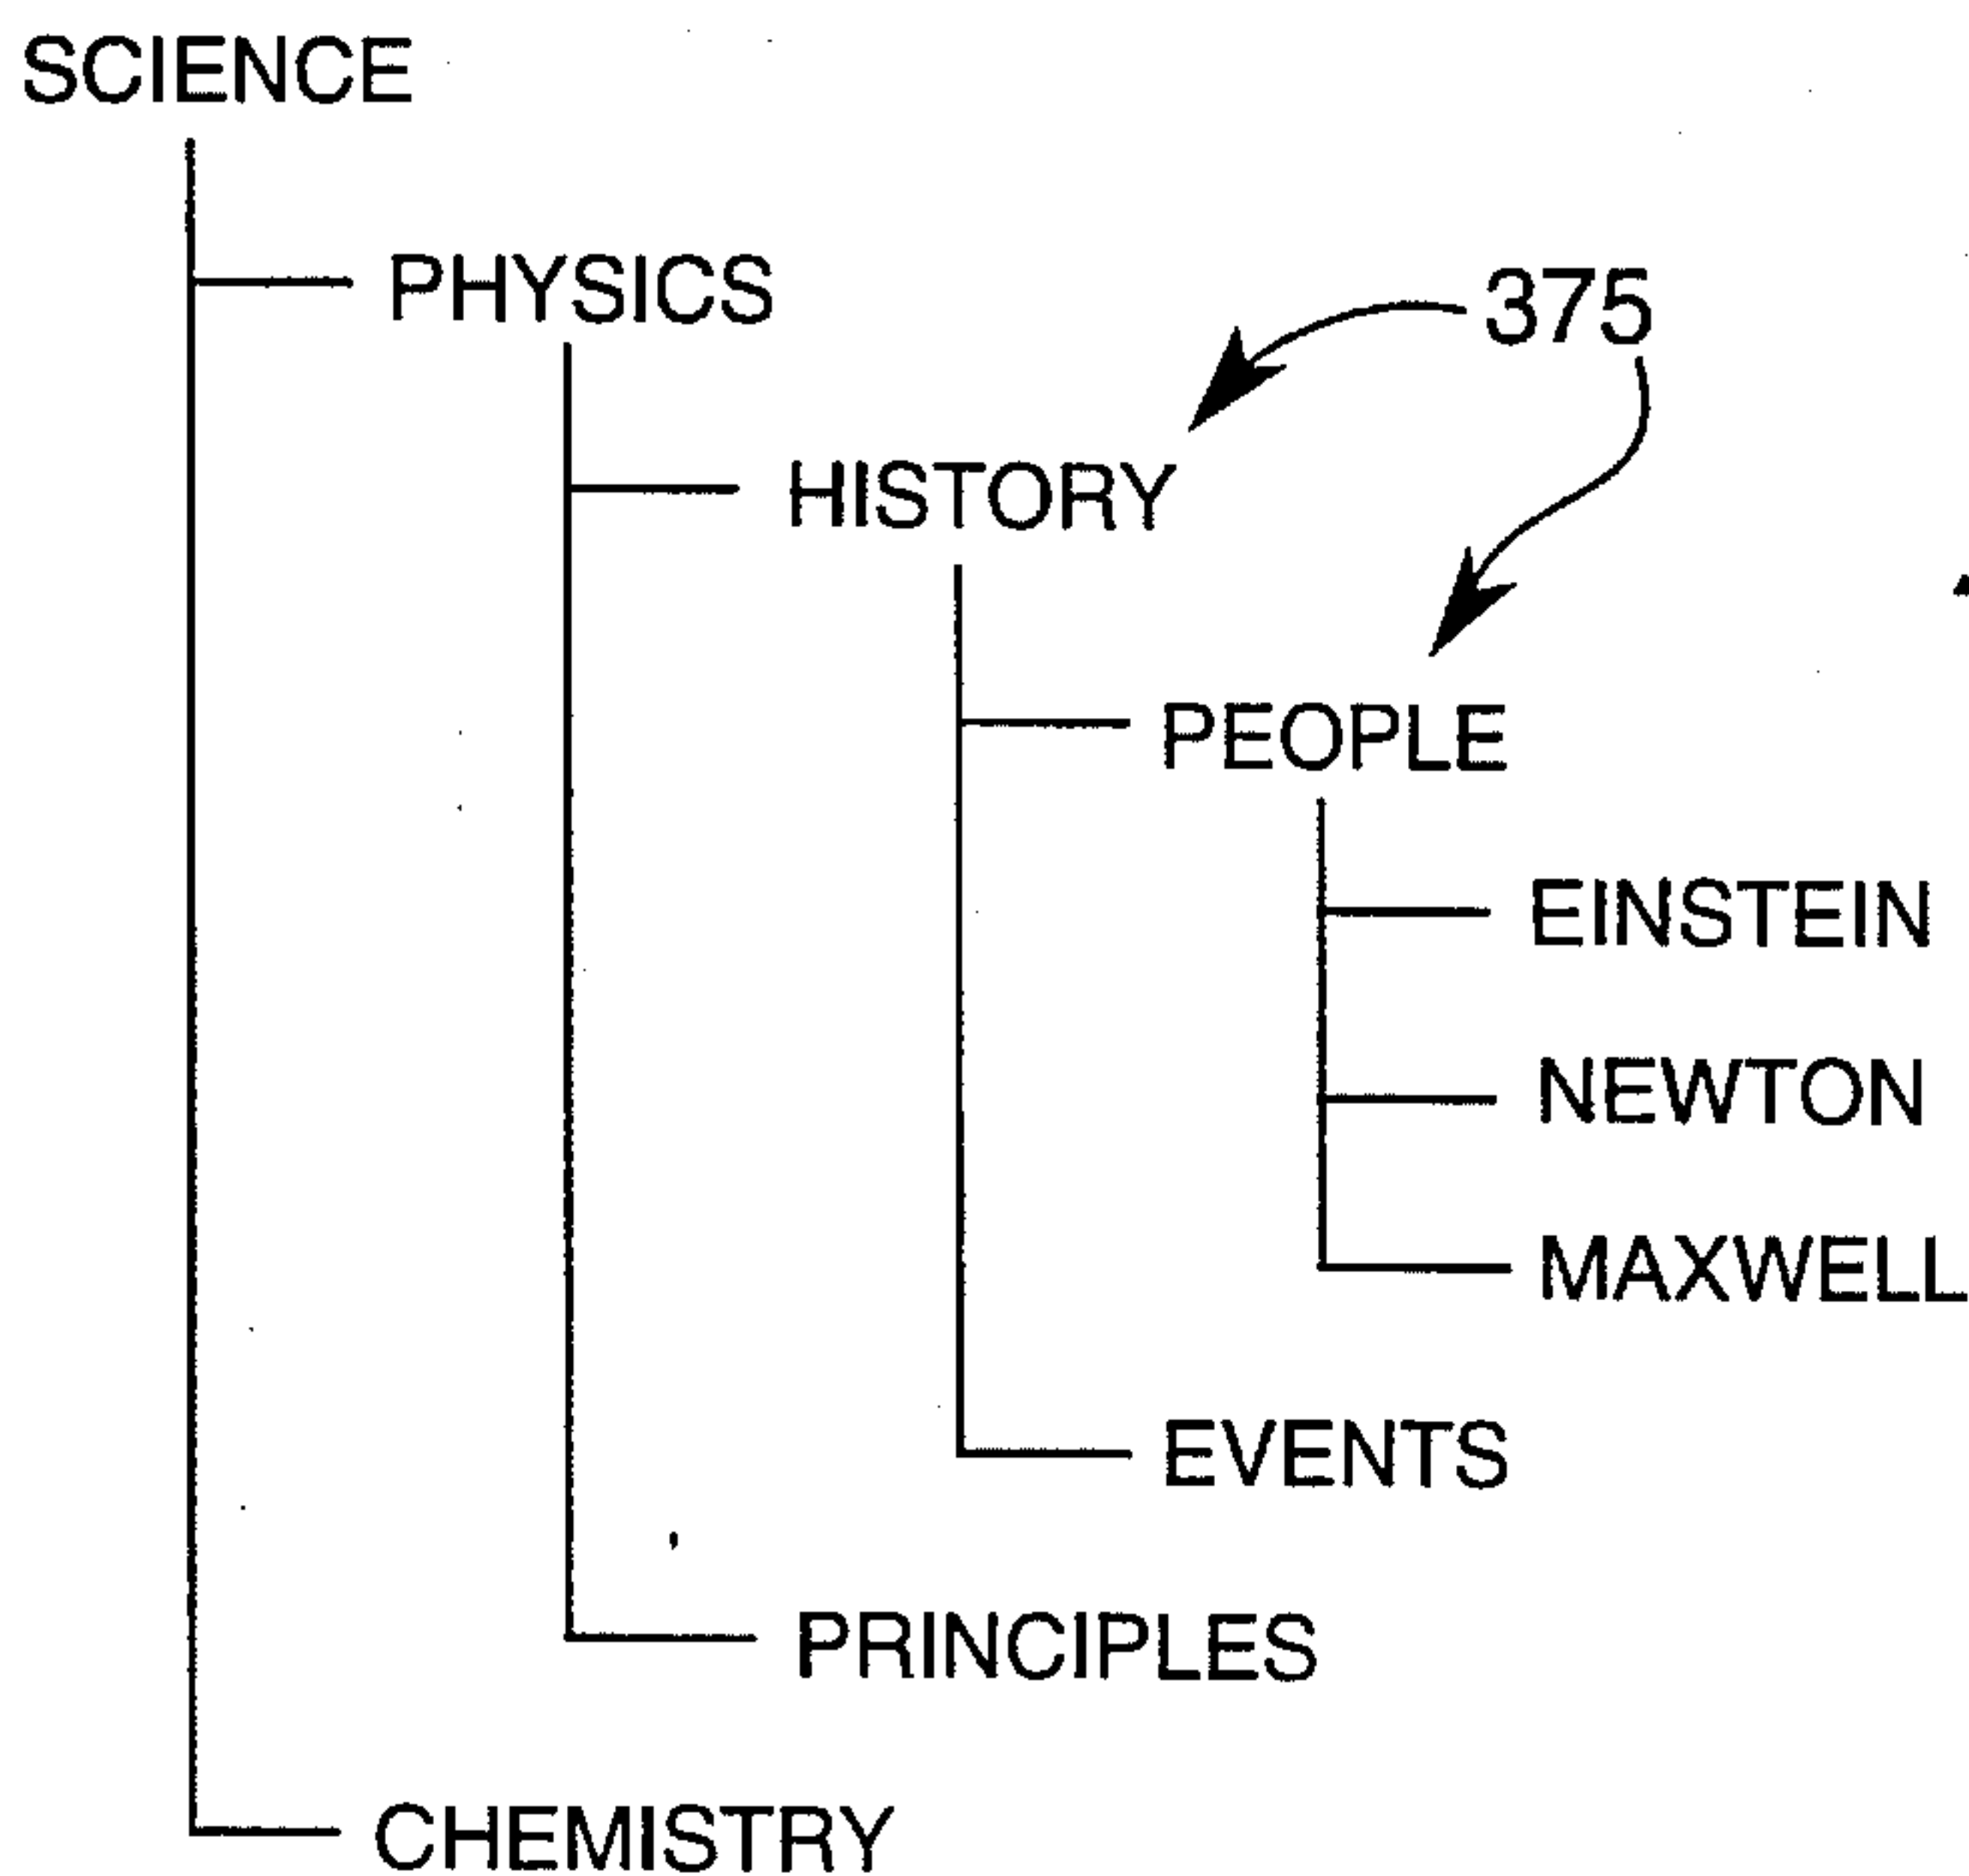 SCIENCE
PHYSICS
375
HISTORY
PEOPLE
EINSTEIN
NEWTON
MAXWELL
EVENTS
PRINCIPLES
CHEMISTRY